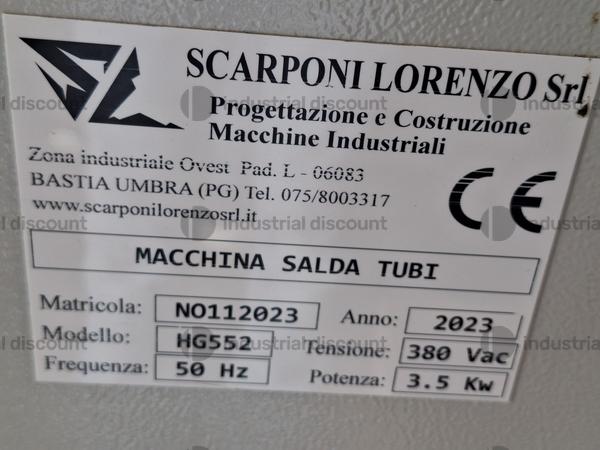 SCARPONI LORENZO Srl
Progettazione e Costruzione
Macchine Industriali
Zona industriale Ovest Pad. L - 06083
BASTIA UMBRA (PG) Tel. 075/8003317
www.scarponilorenzosrl.it
CE
MACCHINA SALDA TUBI
Matricola: NO112023 Anno: 2023
Modello: HG552 Tensione: 380 Vac
Frequenza: 50 Hz Potenza: 3.5 Kw
industrial discount